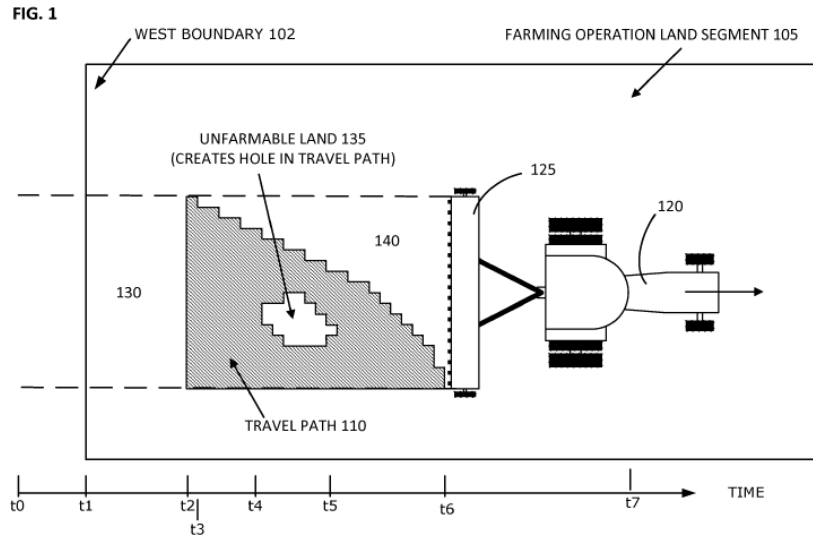 FIG. 1
WEST BOUNDARY 102
FARMING OPERATION LAND SEGMENT 105
UNFARMABLE LAND 135
(CREATES HOLE IN TRAVEL PATH)
125
120
140
130
TRAVEL PATH 110
t0
t1
t2
t3
t4
t5
t6
t7
TIME